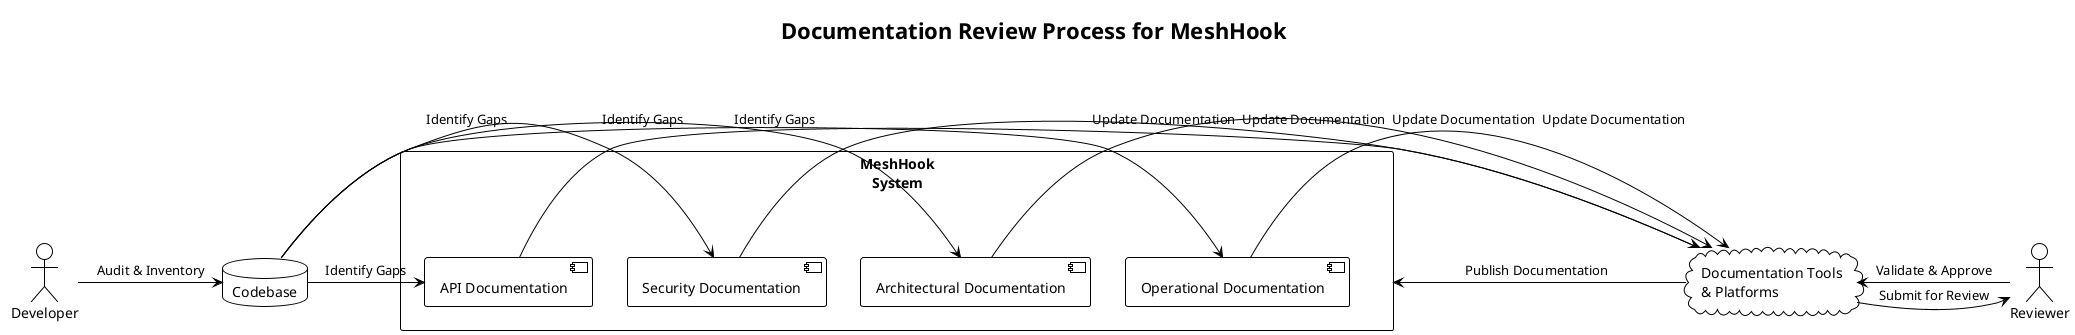 Documentation Review Process for MeshHook
Identify Gaps
Identify Gaps
Identify Gaps
Update Documentation
Update Documentation
Update Documentation
Update Documentation
MeshHook
System
Audit & Inventory
Identify Gaps
Publish Documentation
Validate & Approve
Submit for Review
Developer
Codebase
API Documentation
Security Documentation
Architectural Documentation
Operational Documentation
Documentation Tools
& Platforms
Reviewer